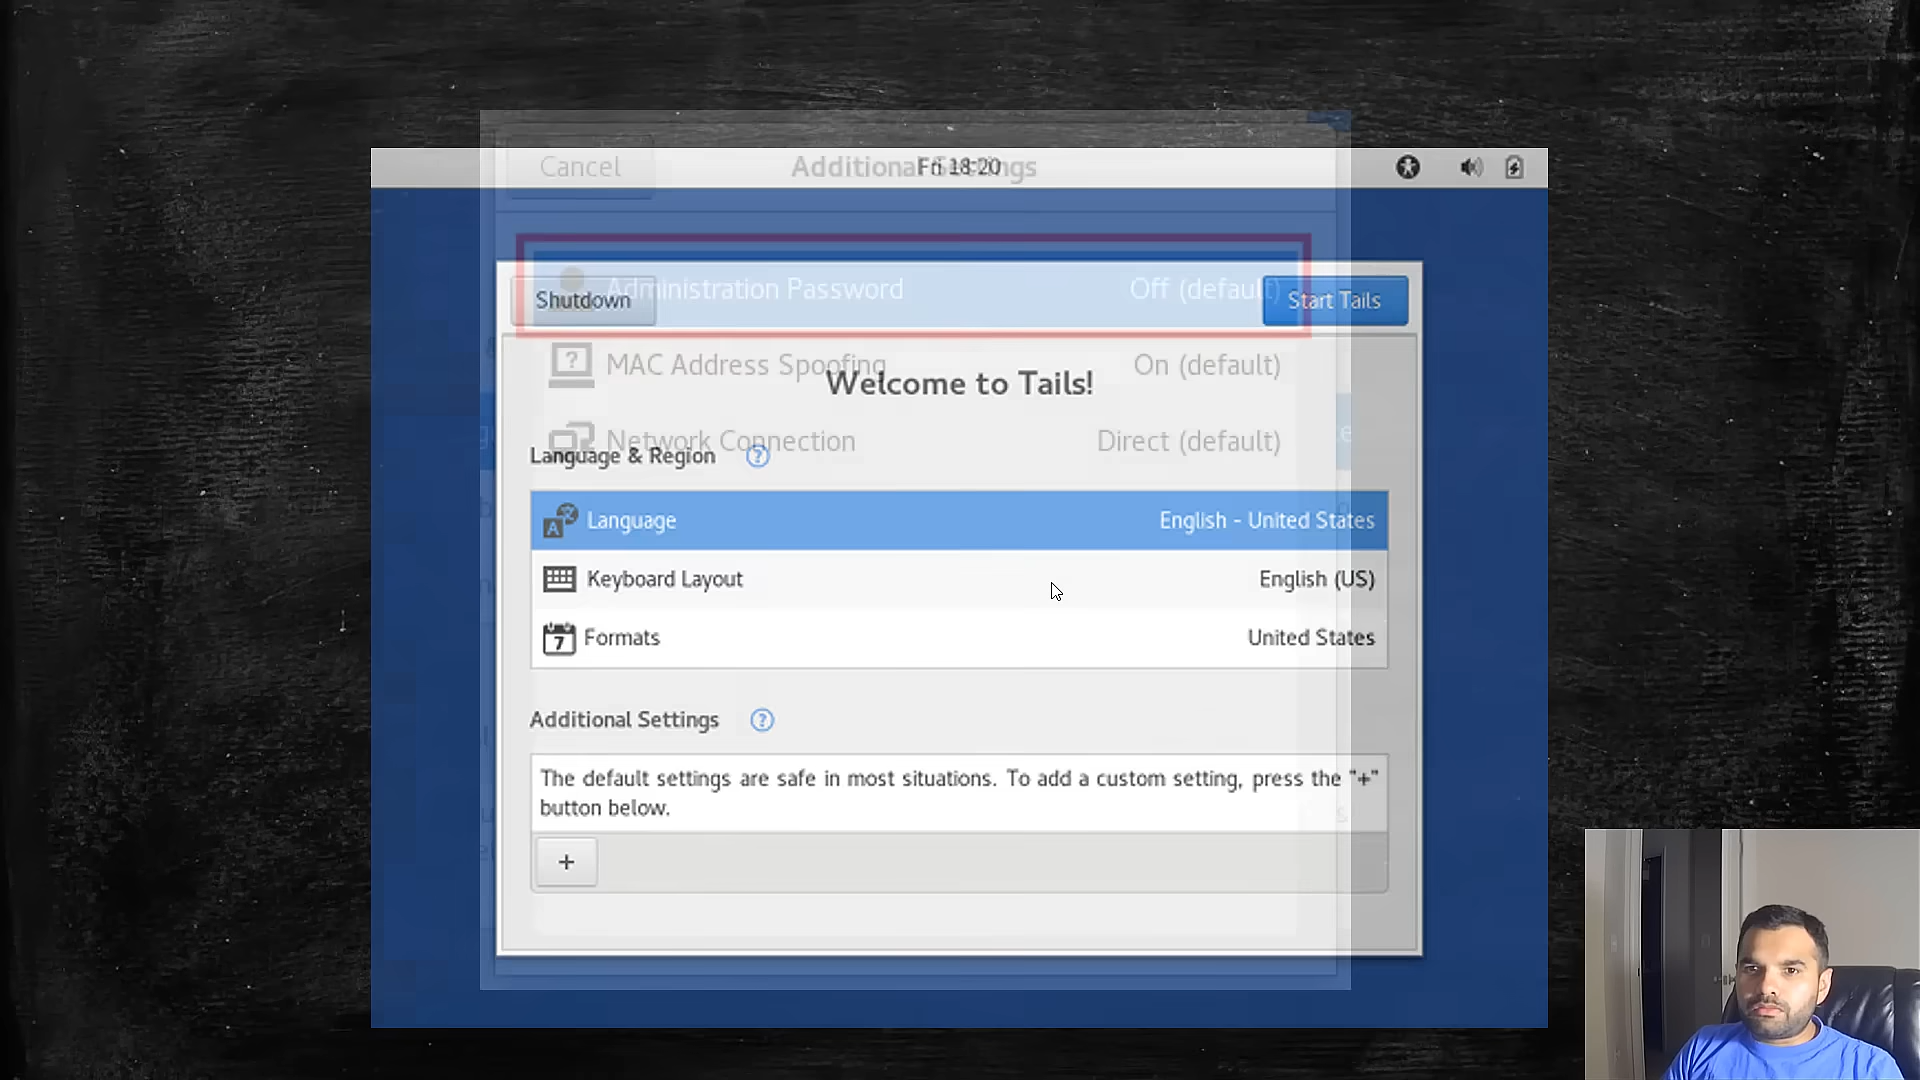 Cancel
Additional Settings
Fri 18:20
Administration Password
Off (default)
Shutdown
Start Tails
MAC Address Spoofing
On (default)
Welcome to Tails!
Network Connection
Direct (default)
Language & Region
?
Language
English - United States
Keyboard Layout
English (US)
7
Formats
United States
Additional Settings
?
The default settings are safe in most situations. To add a custom setting, press the "+"
button below.
+